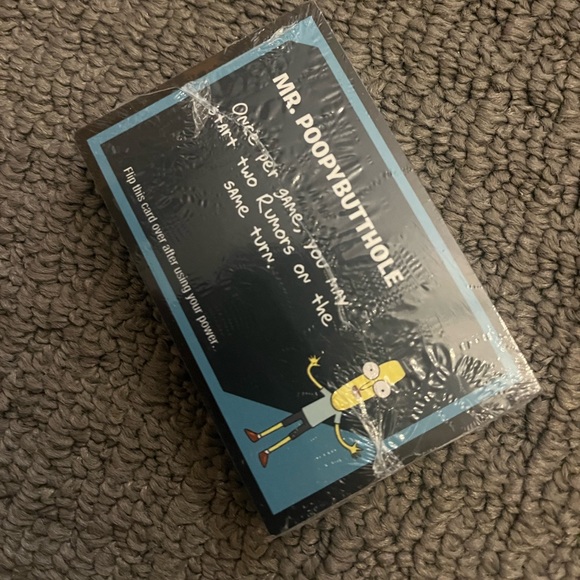 MR. POOPYBUTTHOLE
Once per game, you may
start two Rumors on the
same turn.
Flip this card over after using your power.